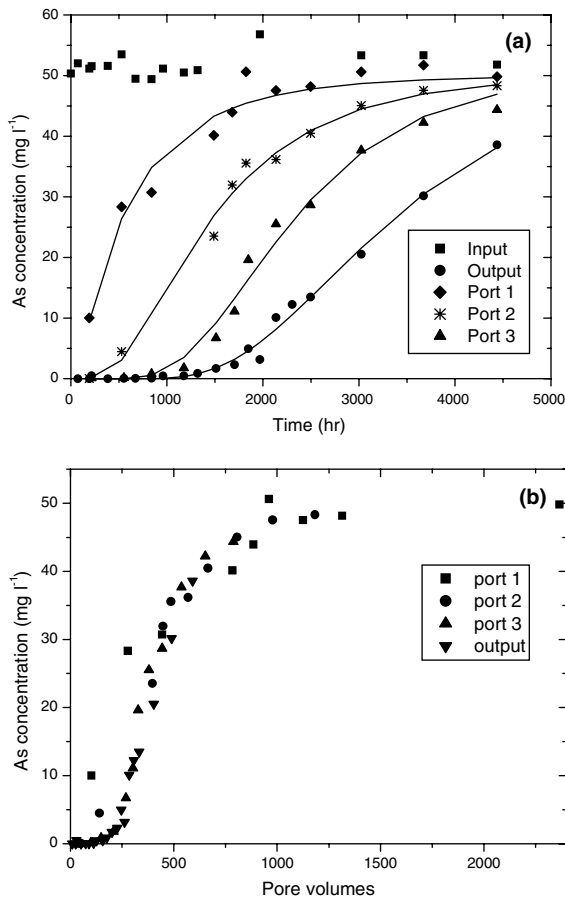 60
50
40
30
20
10
0
As concentration (mg l⁻¹)
(a)
Input
Output
Port 1
Port 2
Port 3
0
1000
2000
3000
4000
5000
Time (hr)
50
40
30
20
10
0
As concentration (mg l⁻¹)
(b)
port 1
port 2
port 3
output
0
500
1000
1500
2000
Pore volumes